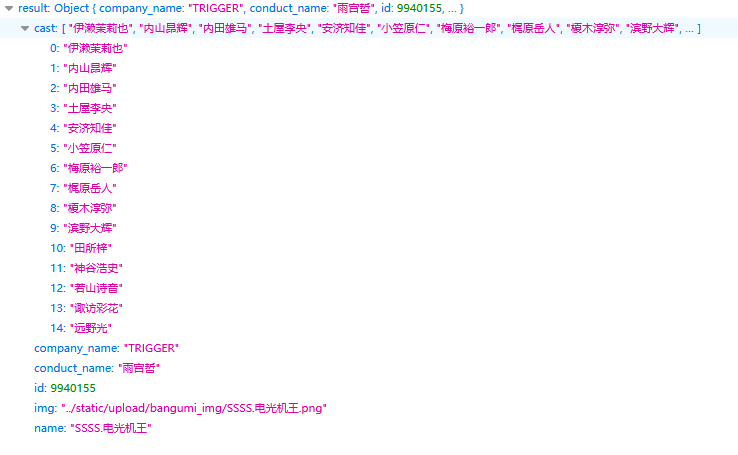 result: Object { company_name: "TRIGGER", conduct_name: "雨宫哲", id: 9940155, … }
cast: [ "伊濑茉莉也", "内山昂辉", "内田雄马", "土屋李央", "安济知佳", "小笠原仁", "梅原裕一郎", "梶原岳人", "榎木淳弥", "滨野大辉", … ]
0: "伊濑茉莉也"
1: "内山昂辉"
2: "内田雄马"
3: "土屋李央"
4: "安济知佳"
5: "小笠原仁"
6: "梅原裕一郎"
7: "梶原岳人"
8: "榎木淳弥"
9: "滨野大辉"
10: "田所梓"
11: "神谷浩史"
12: "若山诗音"
13: "诹访彩花"
14: "远野光"
company_name: "TRIGGER"
conduct_name: "雨宫哲"
id: 9940155
img: "../static/upload/bangumi_img/SSSS.电光机王.png"
name: "SSSS.电光机王"